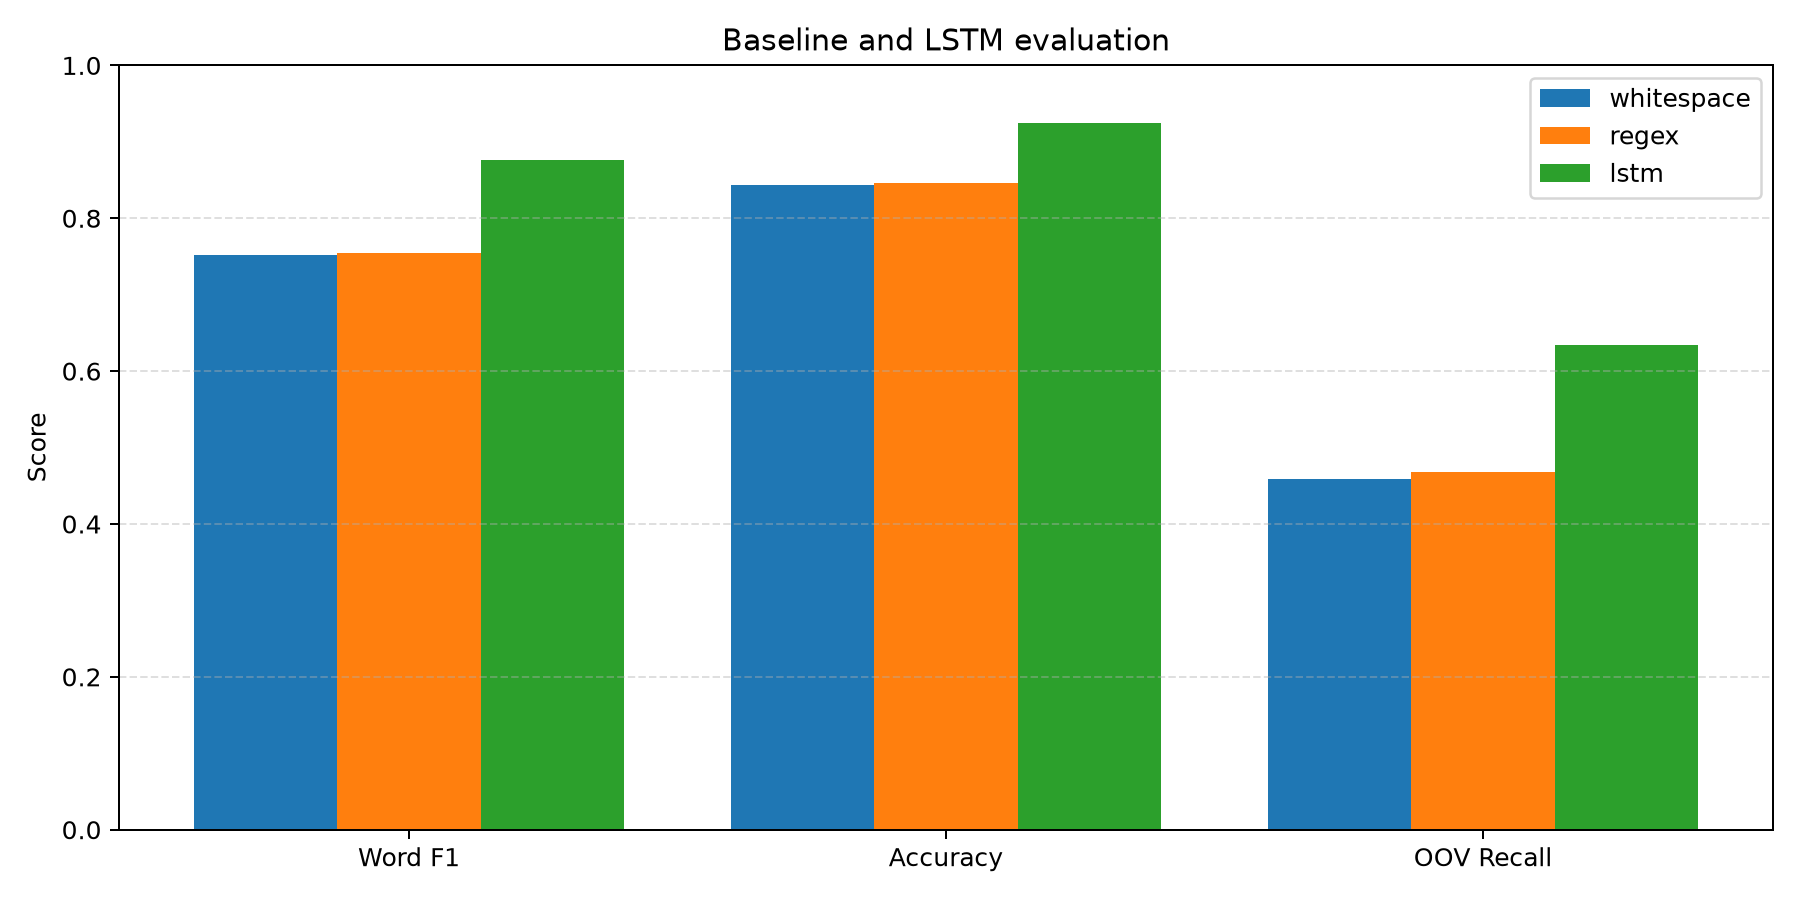 Baseline and LSTM evaluation
1.0
0.8
0.6
0.4
0.2
0.0
Score
whitespace
regex
lstm
Word F1
Accuracy
OOV Recall